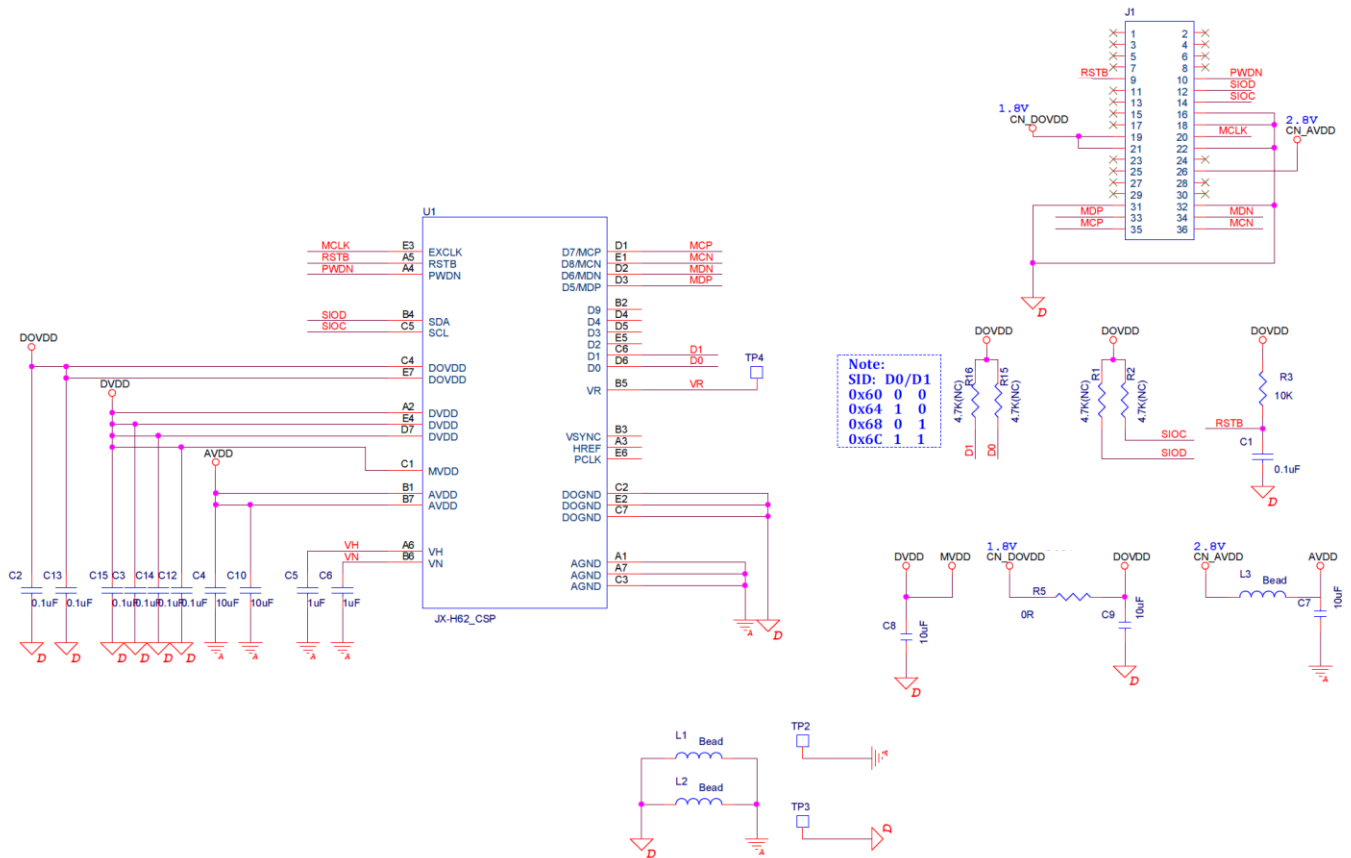 J1
1 2
3 4
5 6
7 8
RSTB 9 10 PWDN
11 12 SIOD
13 14 SIOC
15 16
17 18
1.8V
CN_DOVDD
19 20 MCLK
21 22
2.8V
CN_AVDD
23 24
25 26
27 28
29 30
31 32
MDP 33 34 MDN
MCP 35 36 MCN
U1
MCLK E3 EXCLK
RSTB A5 RSTB
PWDN A4 PWDN
SIOD B4 SDA
SIOC C5 SCL
DOVDD
C4 DOVDD
E7 DOVDD
DVDD
A2 DVDD
E4 DVDD
D7 DVDD
C1 MVDD
AVDD
B1 AVDD
B7 AVDD
VH A6 VH
VN B6 VN
D7/MCP D1 MCP
D8/MCN E1 MCN
D6/MDN D2 MDN
D5/MDP D3 MDP
D9 B2
D4 D4
D3 D5
D2 E5
D1 C6 D1
D0 D6 D0
VR B5 VR
TP4
VSYNC B3
HREF A3
PCLK E6
DOGND C2
DOGND E2
DOGND C7
AGND A1
AGND A7
AGND C3
JX-H62_CSP
C2 C13 C15 C3 C14 C12 C4 C10 C5 C6
0.1uF 0.1uF 0.1uF 0.1uF 0.1uF 0.1uF 10uF 10uF 1uF 1uF
D D D D D D A A A A
A D
Note:
SID: D0/D1
0x60 0 0
0x64 1 0
0x68 0 1
0x6C 1 1
D
DOVDD
R16 R15
4.7K(NC) 4.7K(NC)
D1 D0
DOVDD
R1 R2
4.7K(NC) 4.7K(NC)
SIOC
SIOD
DOVDD
R3
10K
RSTB
C1
0.1uF
D
DVDD MVDD
C8 10uF
D
1.8V
CN_DOVDD DOVDD
R5
0R
C9 10uF
D
2.8V
CN_AVDD AVDD
L3 Bead
C7 10uF
A
L1 Bead
L2 Bead
D A
TP2
A
TP3
D